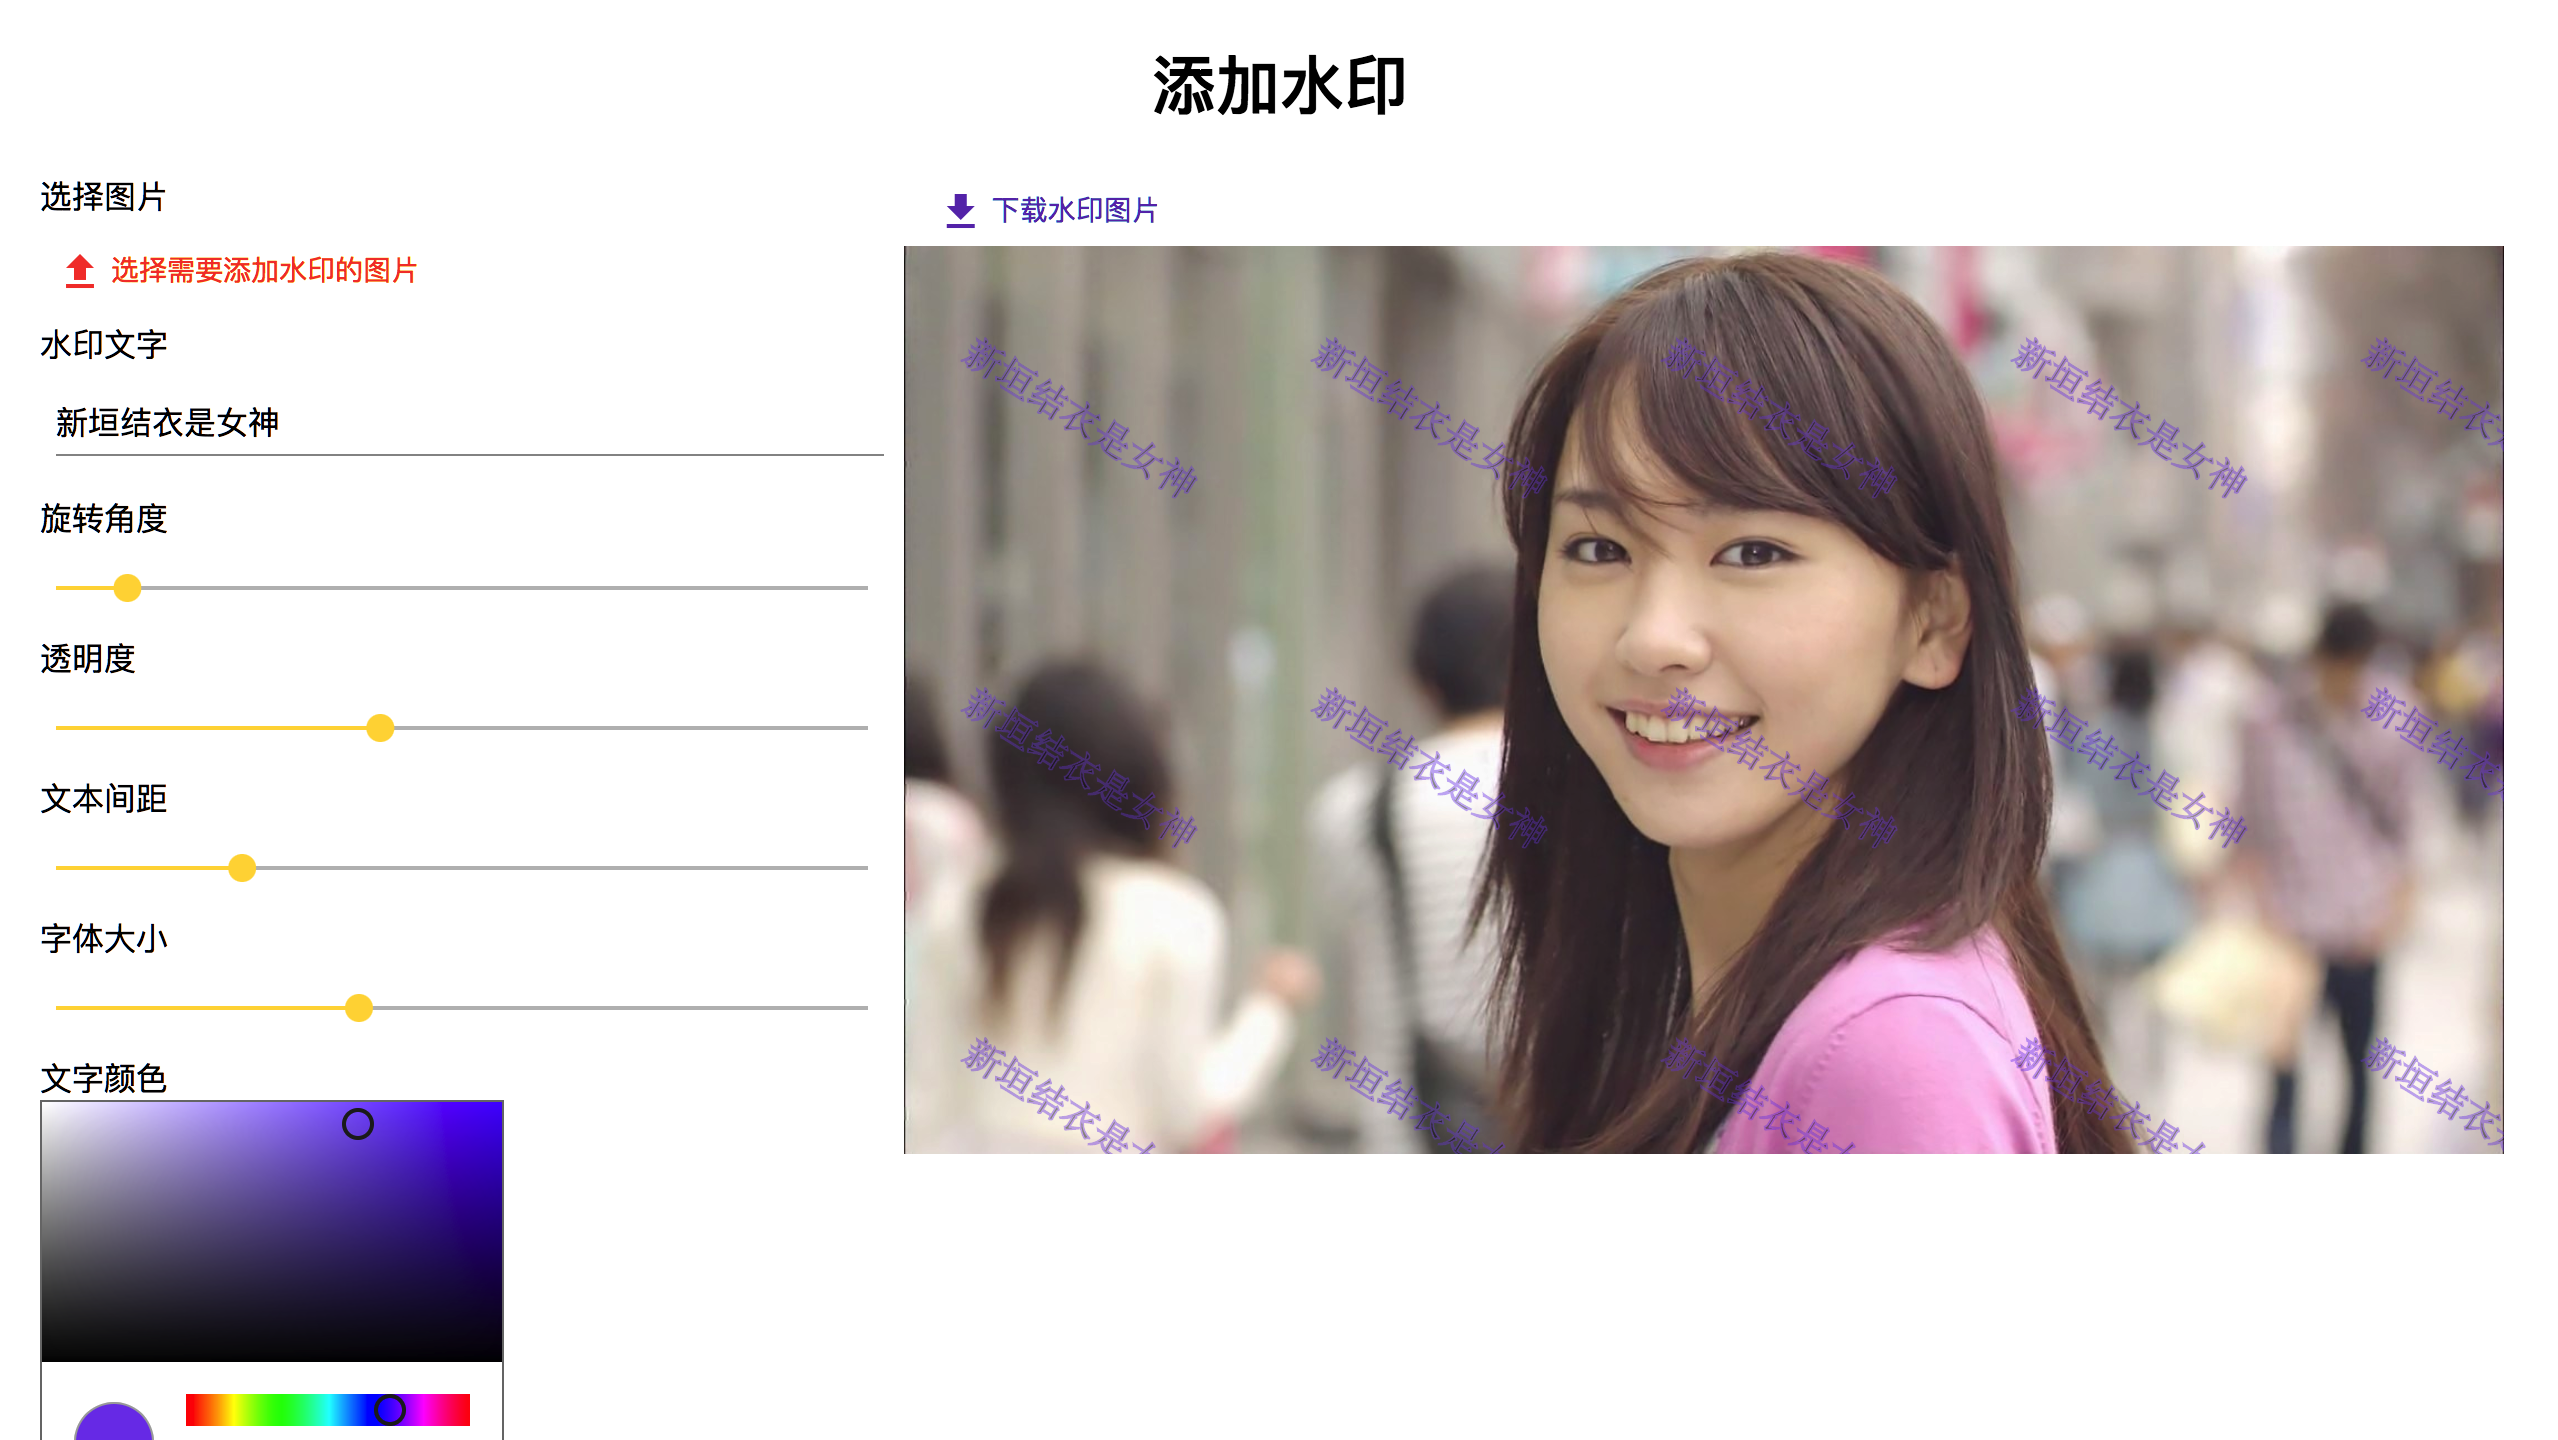 添加水印
选择图片
选择需要添加水印的图片
水印文字
新垣结衣是女神
旋转角度
透明度
文本间距
字体大小
文字颜色
下载水印图片
新垣结衣是女神
新垣结衣是女神
新垣结衣是女神
新垣结衣是女神
新垣结衣
新垣结衣是女神
新垣结衣是女神
新垣结衣是女神
新垣结衣是女神
新垣结衣
新垣结衣是
新垣结衣是
新垣结衣是
新垣结衣是
新垣结衣